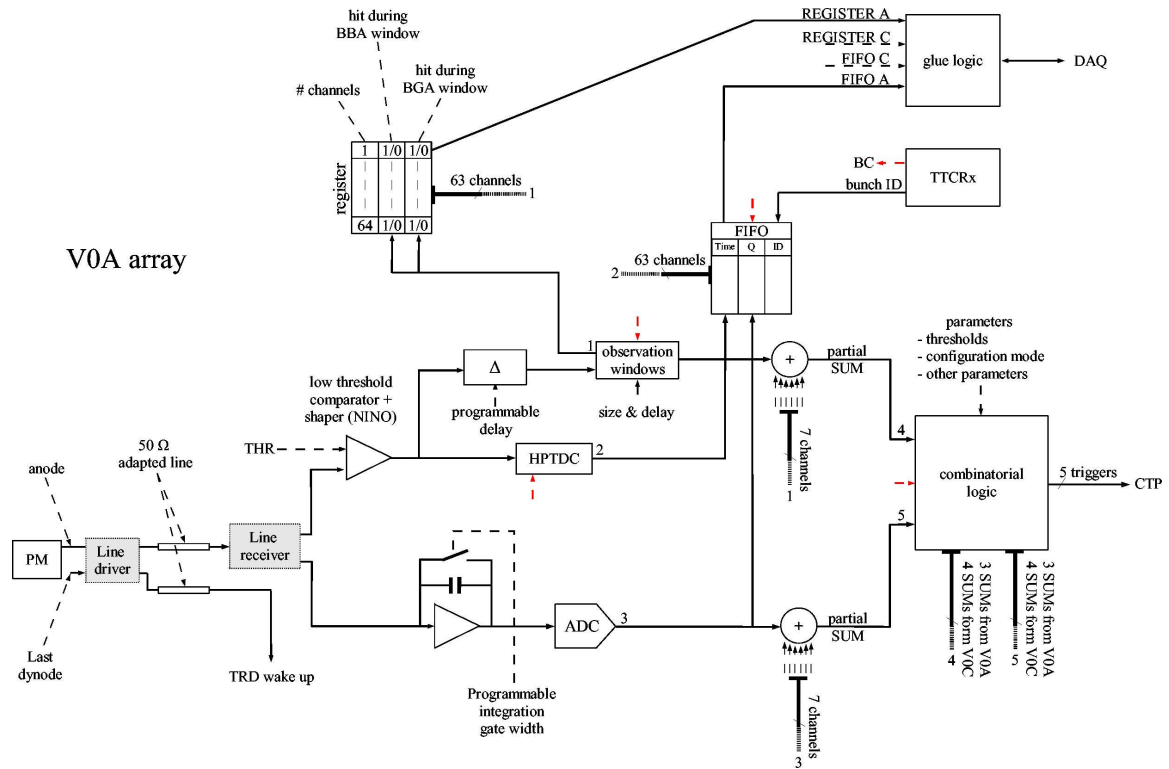 hit during
BBA window
hit during
BGA window
# channels
REGISTER A
REGISTER C
FIFO C
FIFO A
glue logic
DAQ
register
1 1/0 1/0
64 1/0 1/0
63 channels
1
BC
bunch ID
TTCRx
V0A array
FIFO
Time Q ID
63 channels
2
parameters
- thresholds
- configuration mode
- other parameters
1
observation
windows
size & delay
+
partial
SUM
7 channels
1
Δ
programmable
delay
low threshold
comparator +
shaper (NINO)
THR
HPTDC
2
4
combinatorial
logic
5
5 triggers
CTP
50 Ω
adapted line
anode
PM
Line
driver
Line
receiver
Last
dynode
TRD wake up
Programmable
integration
gate width
ADC
3
+
partial
SUM
7 channels
3
3 SUMs from V0A
4 SUMs form V0C
4
3 SUMs from V0A
4 SUMs form V0C
5